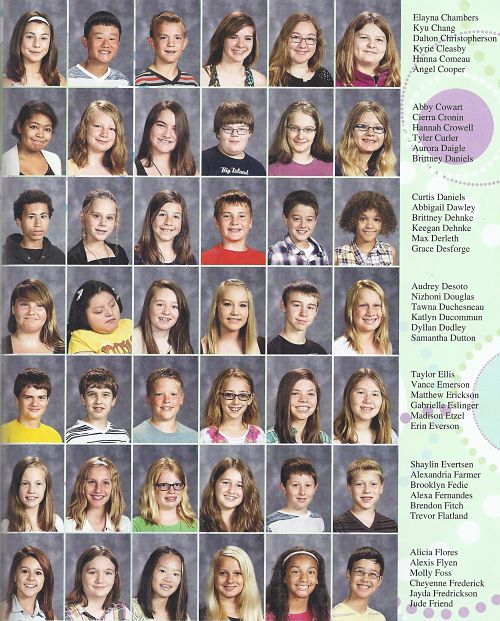 Elayna Chambers
Kyu Chang
Dalton Christopherson
Kyrie Cleasby
Hanna Comeau
Angel Cooper
Abby Cowart
Cierra Cronin
Hannah Crowell
Tyler Curler
Aurora Daigle
Brittney Daniels
Big Island
Curtis Daniels
Abbigail Dawley
Brittney Dehnke
Keegan Dehnke
Max Derleth
Grace Desforge
Audrey Desoto
Nizhoni Douglas
Tawna Duchesneau
Katlyn Ducommun
Dyllan Dudley
Samantha Dutton
Taylor Ellis
Vance Emerson
Matthew Erickson
Gabrielle Eslinger
Madison Etzel
Erin Everson
Shaylin Evertsen
Alexandria Farmer
Brooklyn Fedie
Alexa Fernandes
Brendon Fitch
Trevor Flatland
Alicia Flores
Alexis Flyen
Molly Foss
Cheyenne Frederick
Jayda Fredrickson
Jude Friend